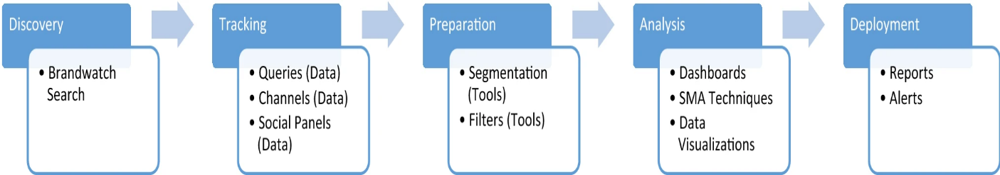 Discovery
• Brandwatch
Search
Tracking
• Queries (Data)
• Channels (Data)
• Social Panels
(Data)
Preparation
• Segmentation
(Tools)
• Filters (Tools)
Analysis
• Dashboards
• SMA Techniques
• Data
Visualizations
Deployment
• Reports
• Alerts